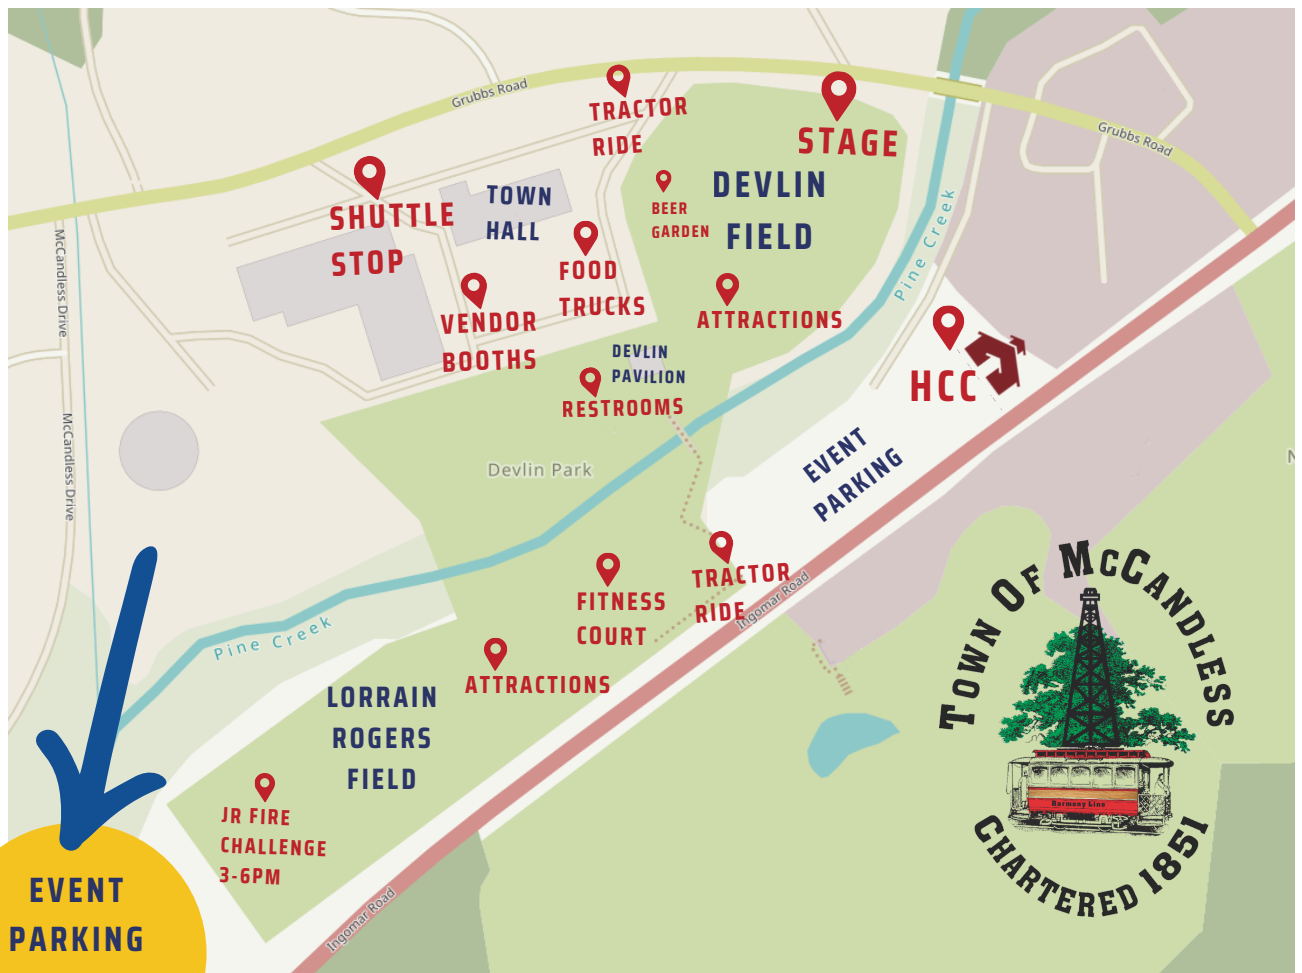 Grubbs Road
TRACTOR
RIDE
STAGE
Grubbs Road
SHUTTLE
STOP
TOWN
HALL
BEER
GARDEN
DEVLIN
FIELD
Pine Creek
McCandless Drive
FOOD
TRUCKS
VENDOR
BOOTHS
ATTRACTIONS
DEVLIN
PAVILION
RESTROOMS
HCC
McCandless Drive
Devlin Park
EVENT
PARKING
N
TRACTOR
RIDE
Ingomar Road
FITNESS
COURT
Pine Creek
ATTRACTIONS
LORRAIN
ROGERS
FIELD
JR FIRE
CHALLENGE
3-6PM
Ingomar Road
EVENT
PARKING
TOWN OF MCCANDLESS
Harmony Line
CHARTERED 1851